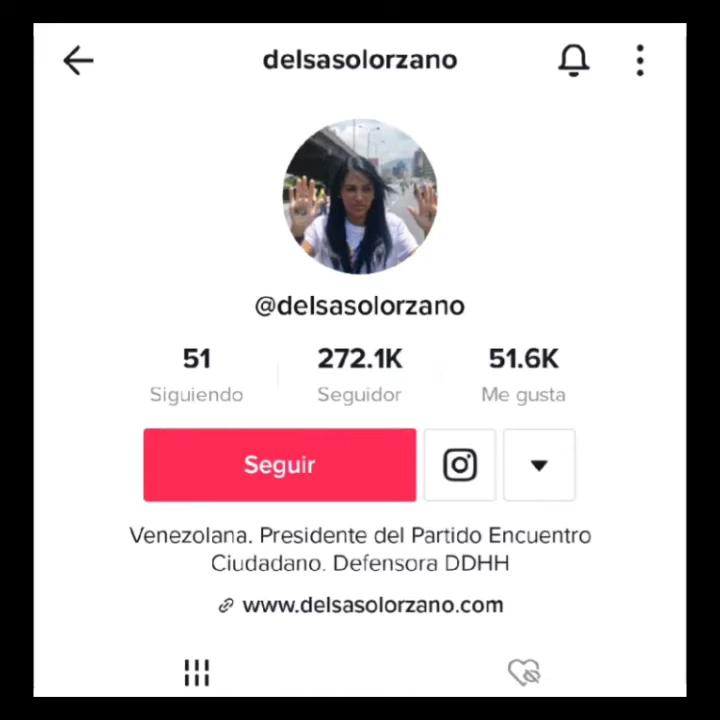 delsasolorzano
@delsasolorzano
51 272.1K 51.6K
Siguiendo Seguidor Me gusta
Seguir
Venezolana. Presidente del Partido Encuentro
Ciudadano. Defensora DDHH
www.delsasolorzano.com